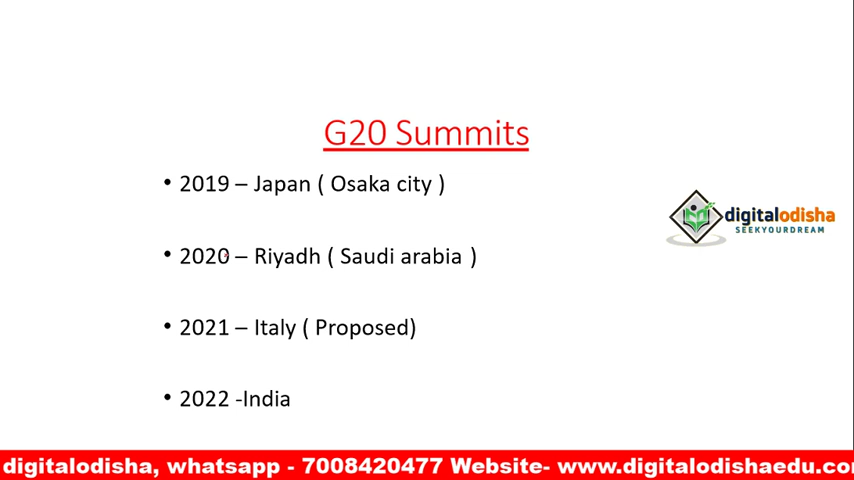 G20 Summits
• 2019 – Japan ( Osaka city )
• 2020 – Riyadh ( Saudi arabia )
• 2021 – Italy ( Proposed)
• 2022 -India
digitalodisha
SEEKYOURDREAM
digitalodisha, whatsapp - 7008420477 Website- www.digitalodishaedu.co